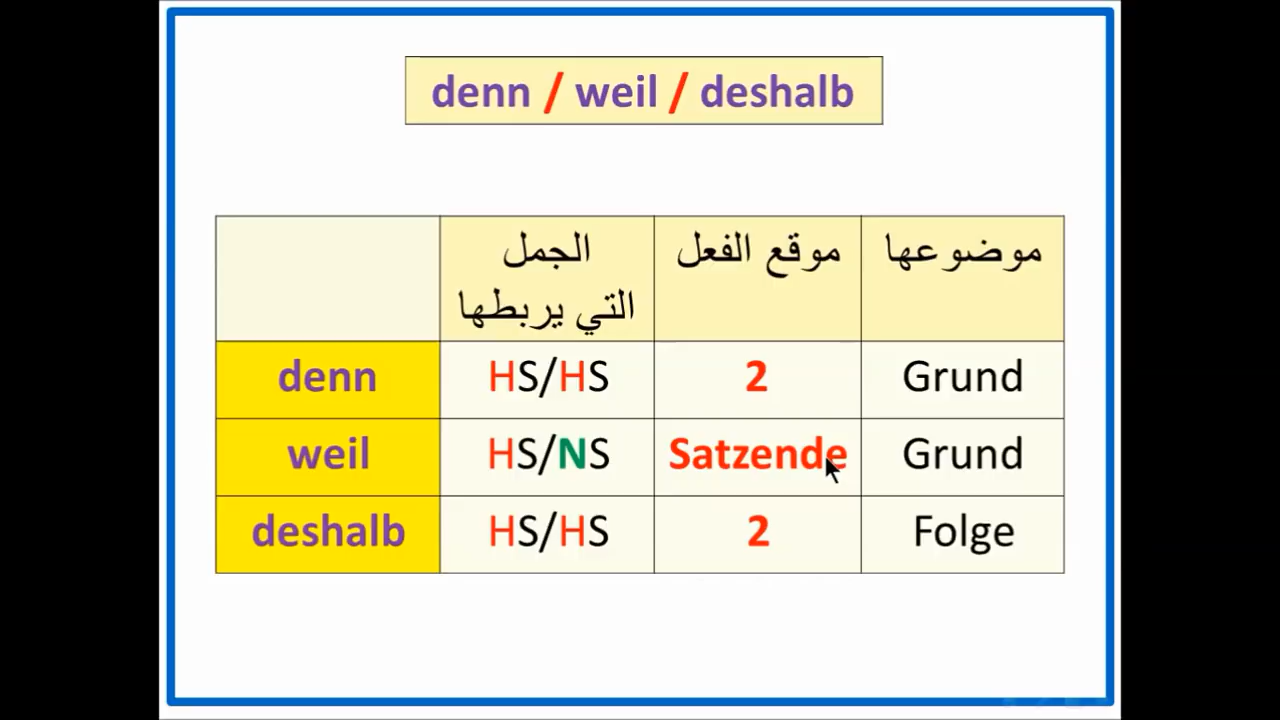 denn / weil / deshalb
الجمل
التي يربطها
موقع الفعل
موضوعها
denn
HS/HS
2
Grund
weil
HS/NS
Satzende
Grund
deshalb
HS/HS
2
Folge